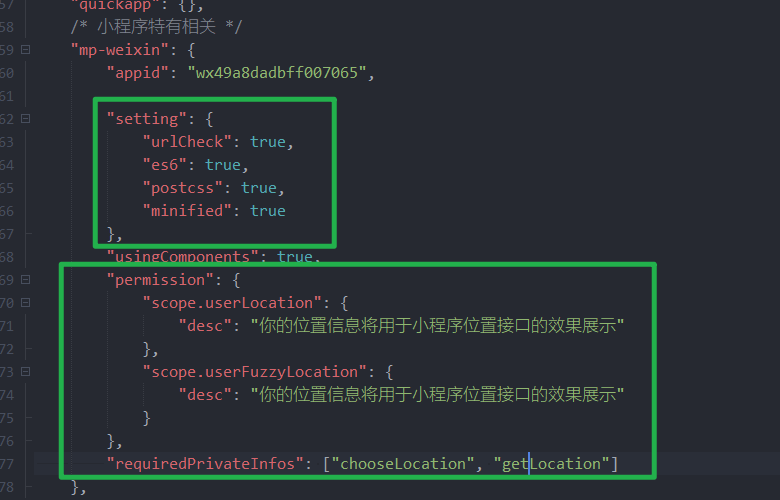 57 "quickapp": {},
58 /* 小程序特有相关 */
59 "mp-weixin": {
60 "appid": "wx49a8dadbff007065",
61
62 "setting": {
63 "urlCheck": true,
64 "es6": true,
65 "postcss": true,
66 "minified": true
67 },
68 "usingComponents": true,
69 "permission": {
70 "scope.userLocation": {
71 "desc": "你的位置信息将用于小程序位置接口的效果展示"
72 },
73 "scope.userFuzzyLocation": {
74 "desc": "你的位置信息将用于小程序位置接口的效果展示"
75 }
76 },
77 "requiredPrivateInfos": ["chooseLocation", "getLocation"]
78 },